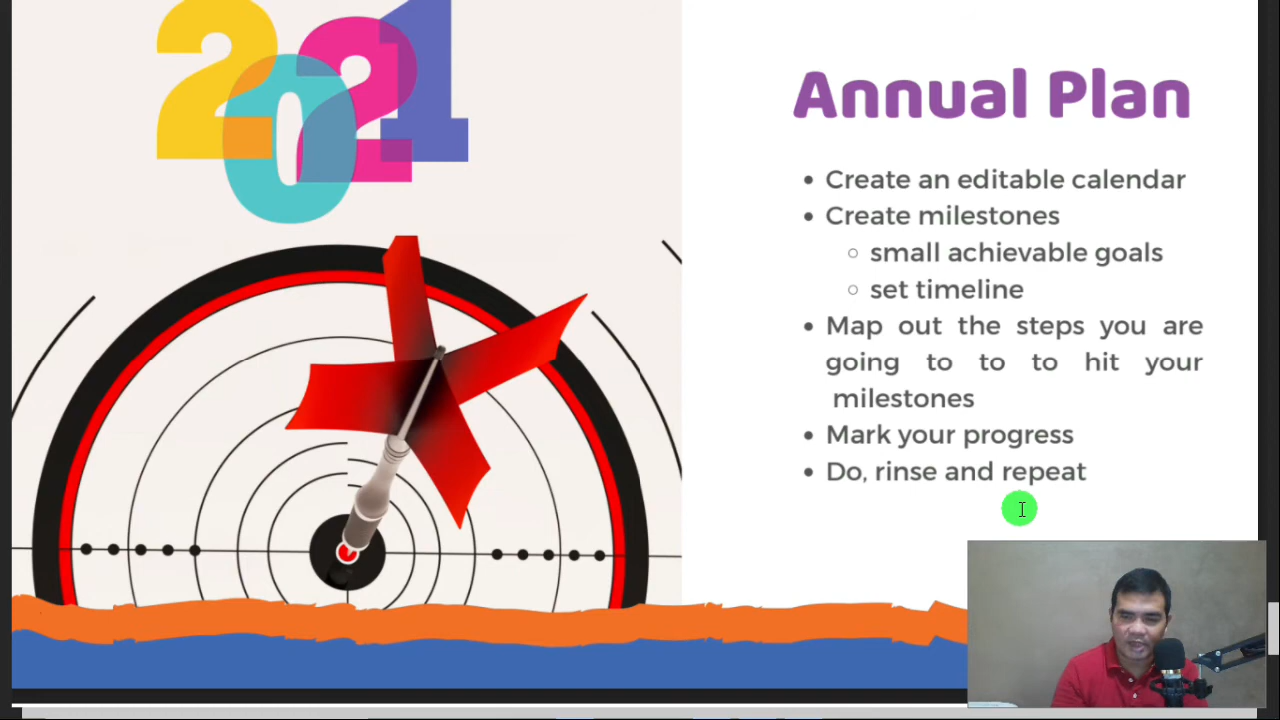 2021
Annual Plan
• Create an editable calendar
• Create milestones
○ small achievable goals
○ set timeline
• Map out the steps you are
going to to to hit your
milestones
• Mark your progress
• Do, rinse and repeat